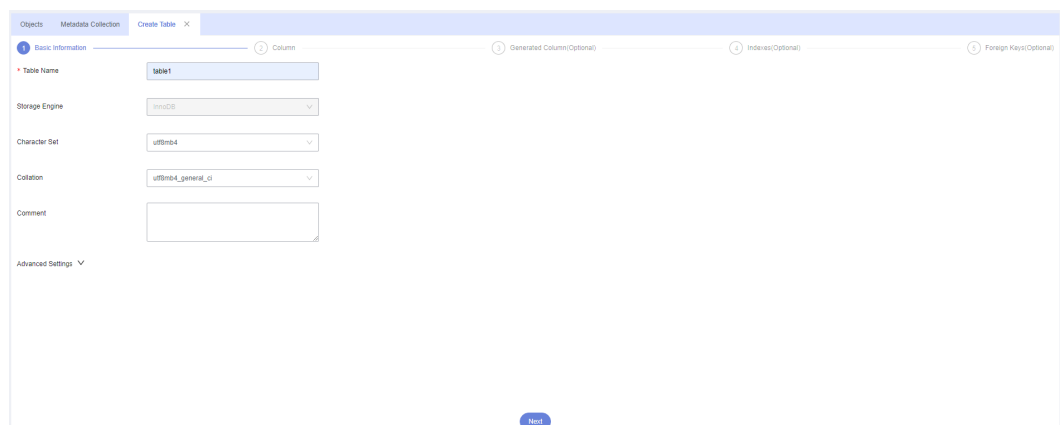 Objects Metadata Collection Create Table ×
1 Basic Information 2 Column 3 Generated Column(Optional) 4 Indexes(Optional) 5 Foreign Keys(Optional)
* Table Name table1
Storage Engine InnoDB
Character Set utf8mb4
Collation utf8mb4_general_ci
Comment
Advanced Settings
Next